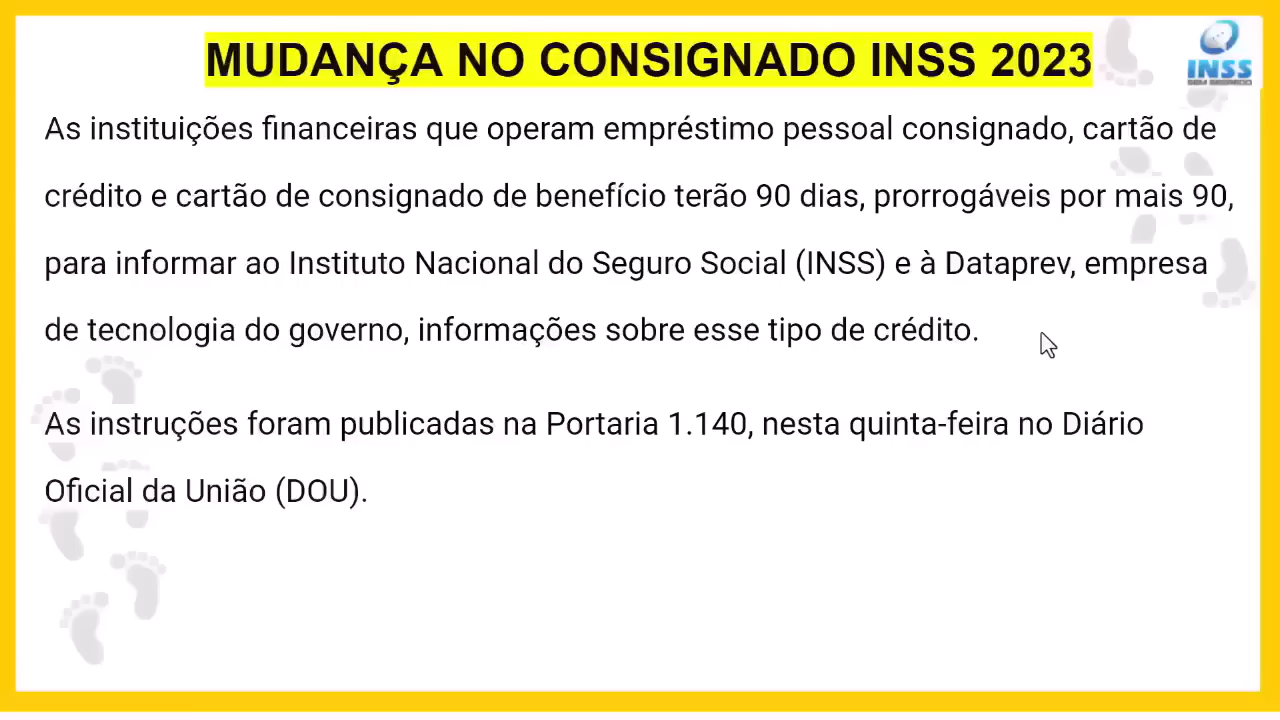 MUDANÇA NO CONSIGNADO INSS 2023
INSS
As instituições financeiras que operam empréstimo pessoal consignado, cartão de
crédito e cartão de consignado de benefício terão 90 dias, prorrogáveis por mais 90,
para informar ao Instituto Nacional do Seguro Social (INSS) e à Dataprev, empresa
de tecnologia do governo, informações sobre esse tipo de crédito.
As instruções foram publicadas na Portaria 1.140, nesta quinta-feira no Diário
Oficial da União (DOU).